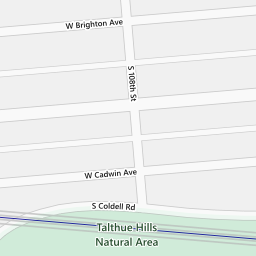 W Brighton Ave
S 108th St
W Cadwin Ave
S Coldell Rd
Talthue Hills
Natural Area